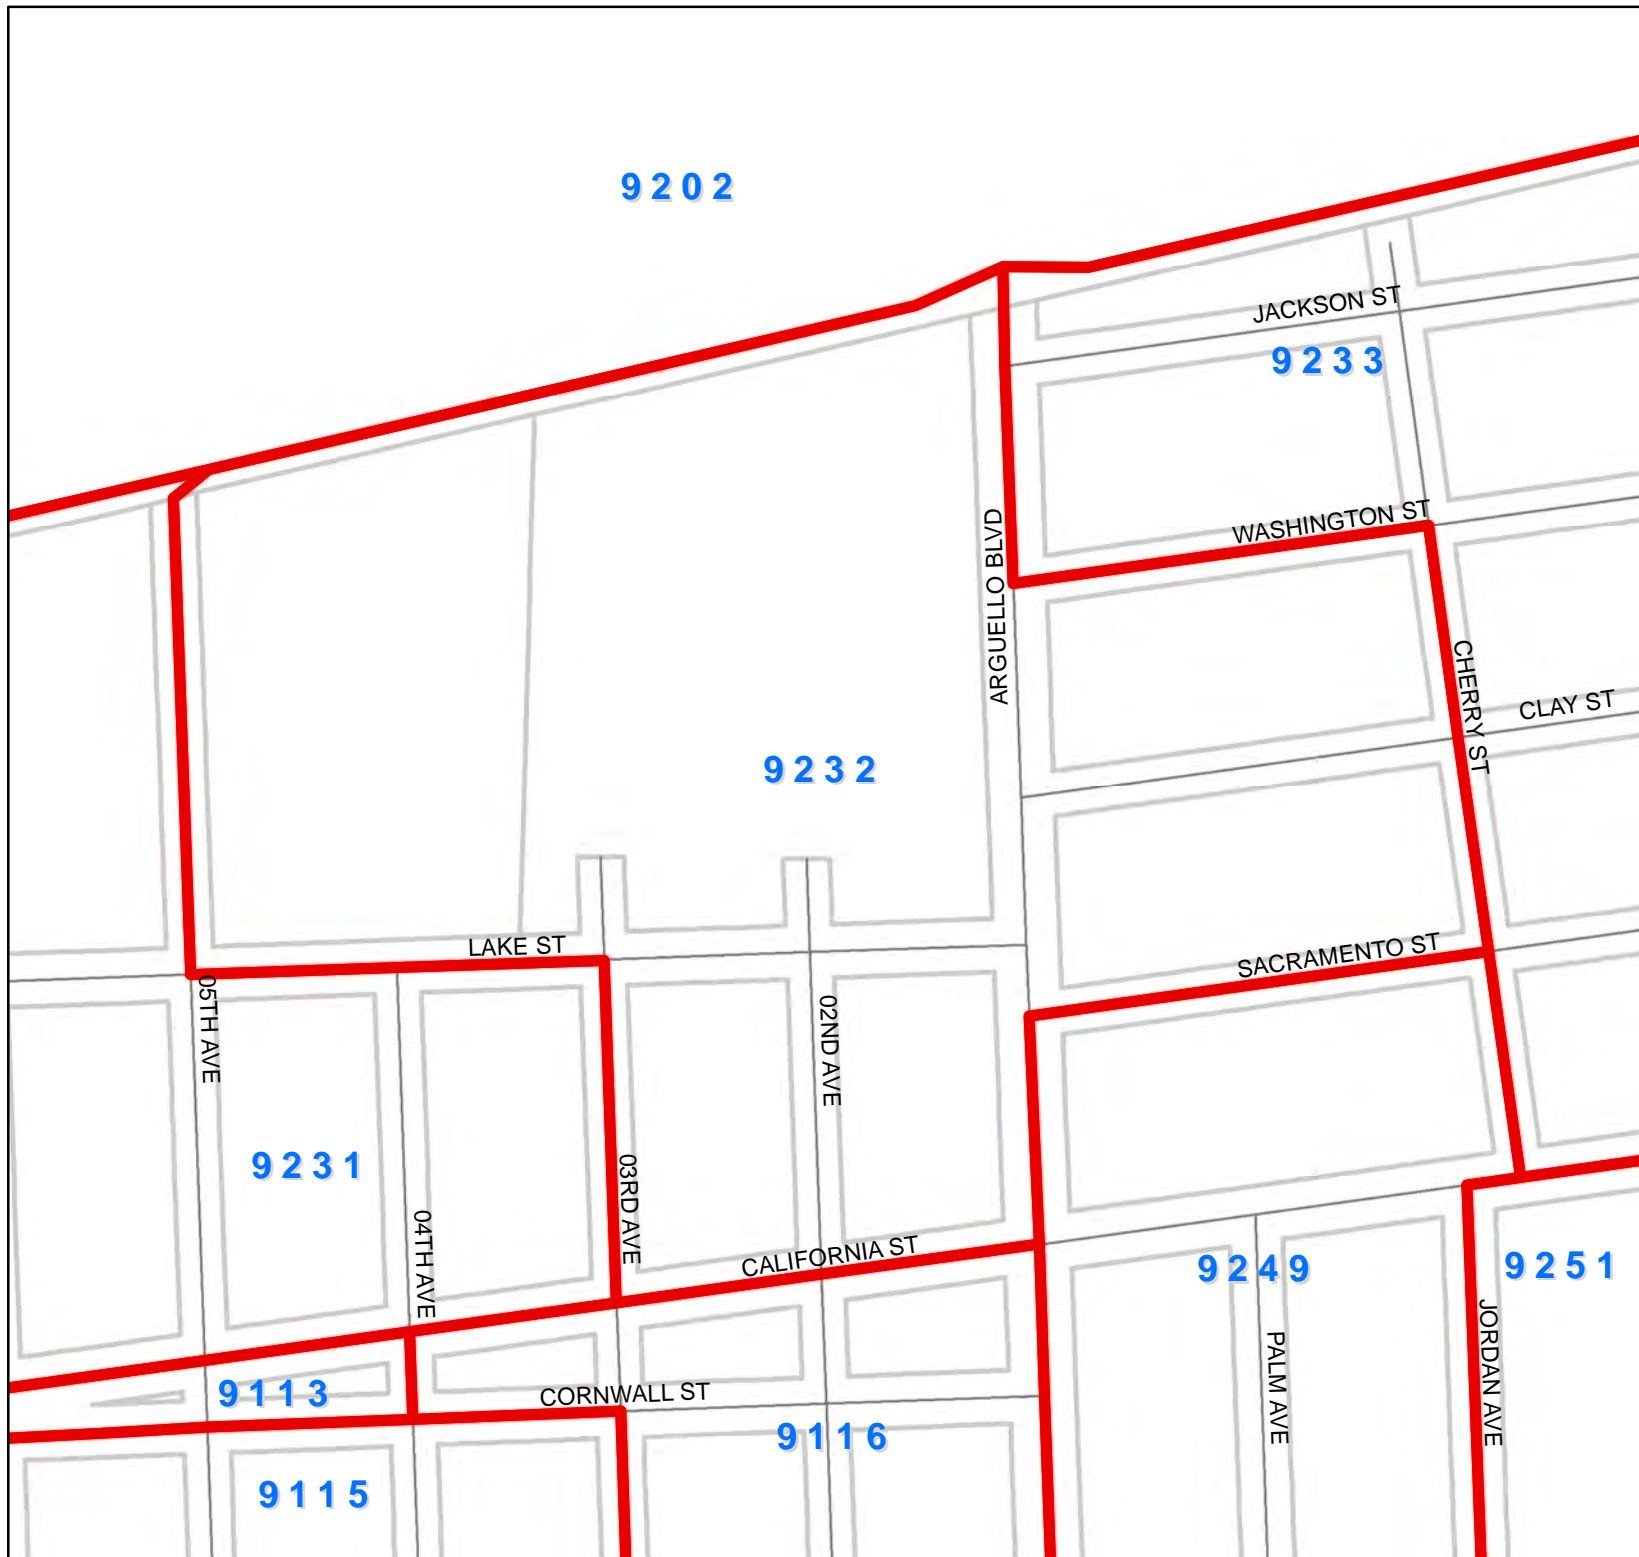 9202
JACKSON ST
9233
WASHINGTON ST
ARGUELLO BLVD
CHERRY ST
CLAY ST
9232
LAKE ST
SACRAMENTO ST
05TH AVE
02ND AVE
9231
03RD AVE
04TH AVE
CALIFORNIA ST
9249
9251
JORDAN AVE
PALM AVE
9113
CORNWALL ST
9116
9115